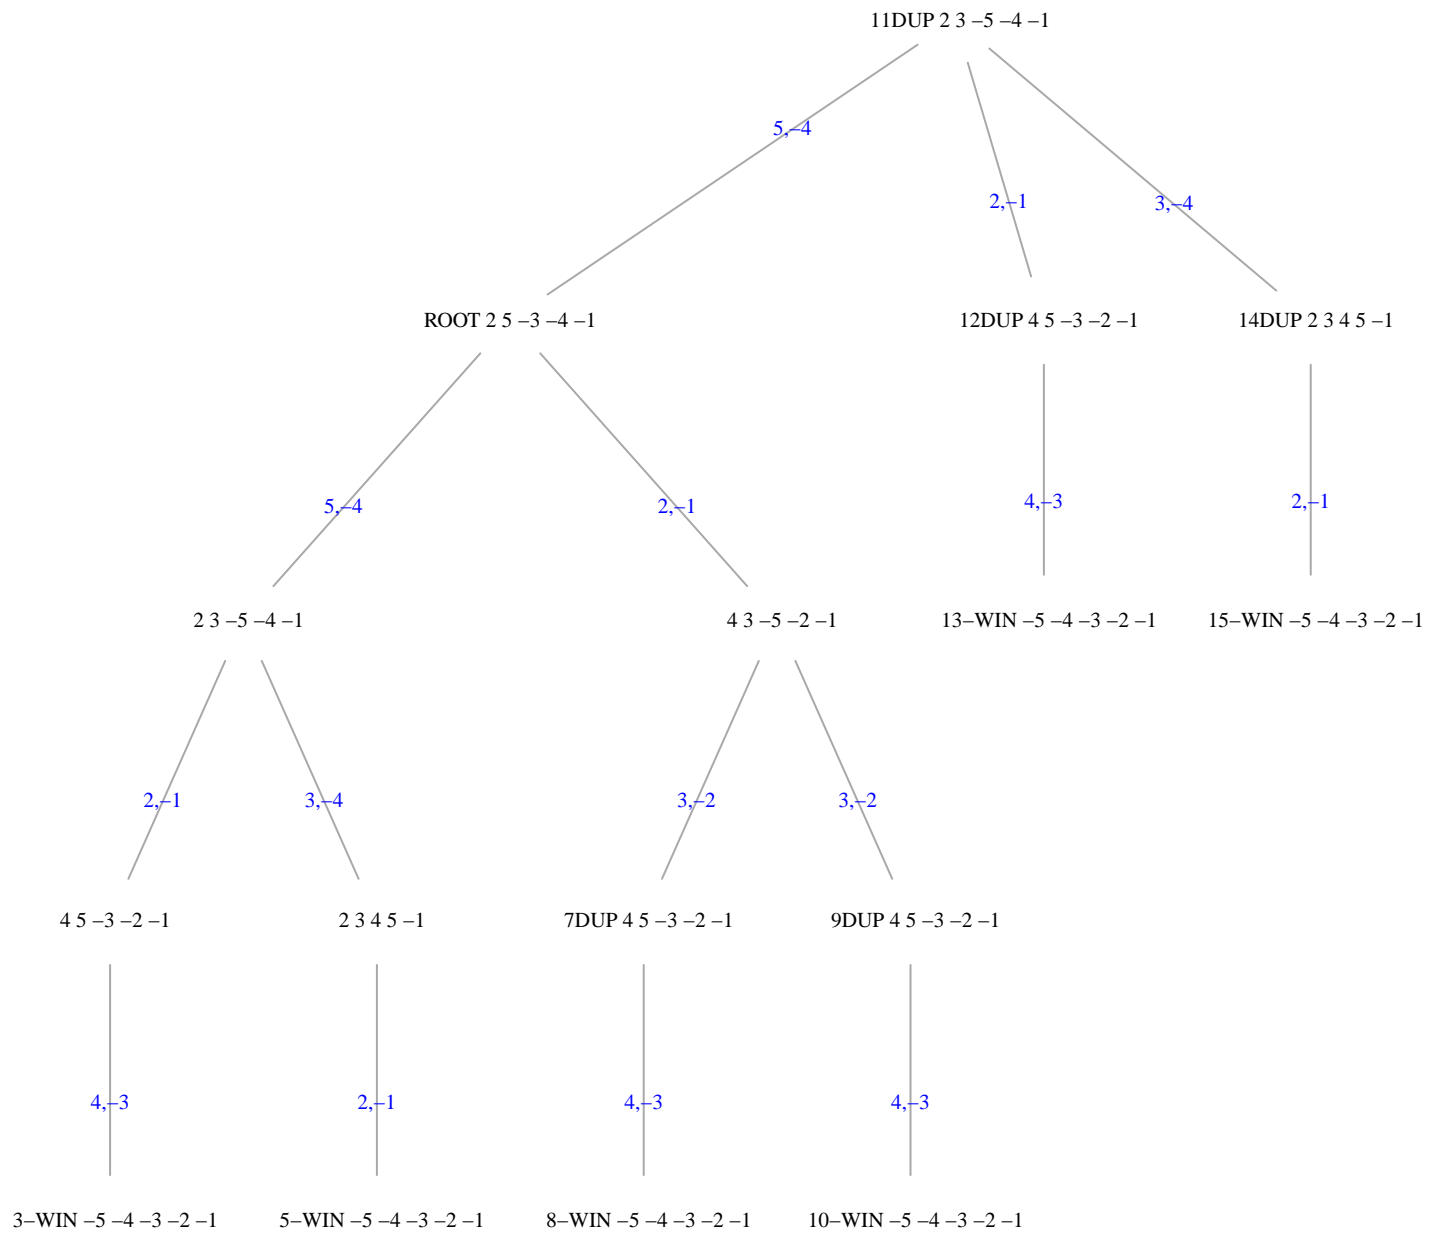 11DUP 2 3 –5 –4 –1
5,–4
2,–1
3,–4
ROOT 2 5 –3 –4 –1
12DUP 4 5 –3 –2 –1
14DUP 2 3 4 5 –1
5,–4
2,–1
4,–3
2,–1
2 3 –5 –4 –1
4 3 –5 –2 –1
13–WIN –5 –4 –3 –2 –1
15–WIN –5 –4 –3 –2 –1
2,–1
3,–4
3,–2
3,–2
4 5 –3 –2 –1
2 3 4 5 –1
7DUP 4 5 –3 –2 –1
9DUP 4 5 –3 –2 –1
4,–3
2,–1
4,–3
4,–3
3–WIN –5 –4 –3 –2 –1
5–WIN –5 –4 –3 –2 –1
8–WIN –5 –4 –3 –2 –1
10–WIN –5 –4 –3 –2 –1